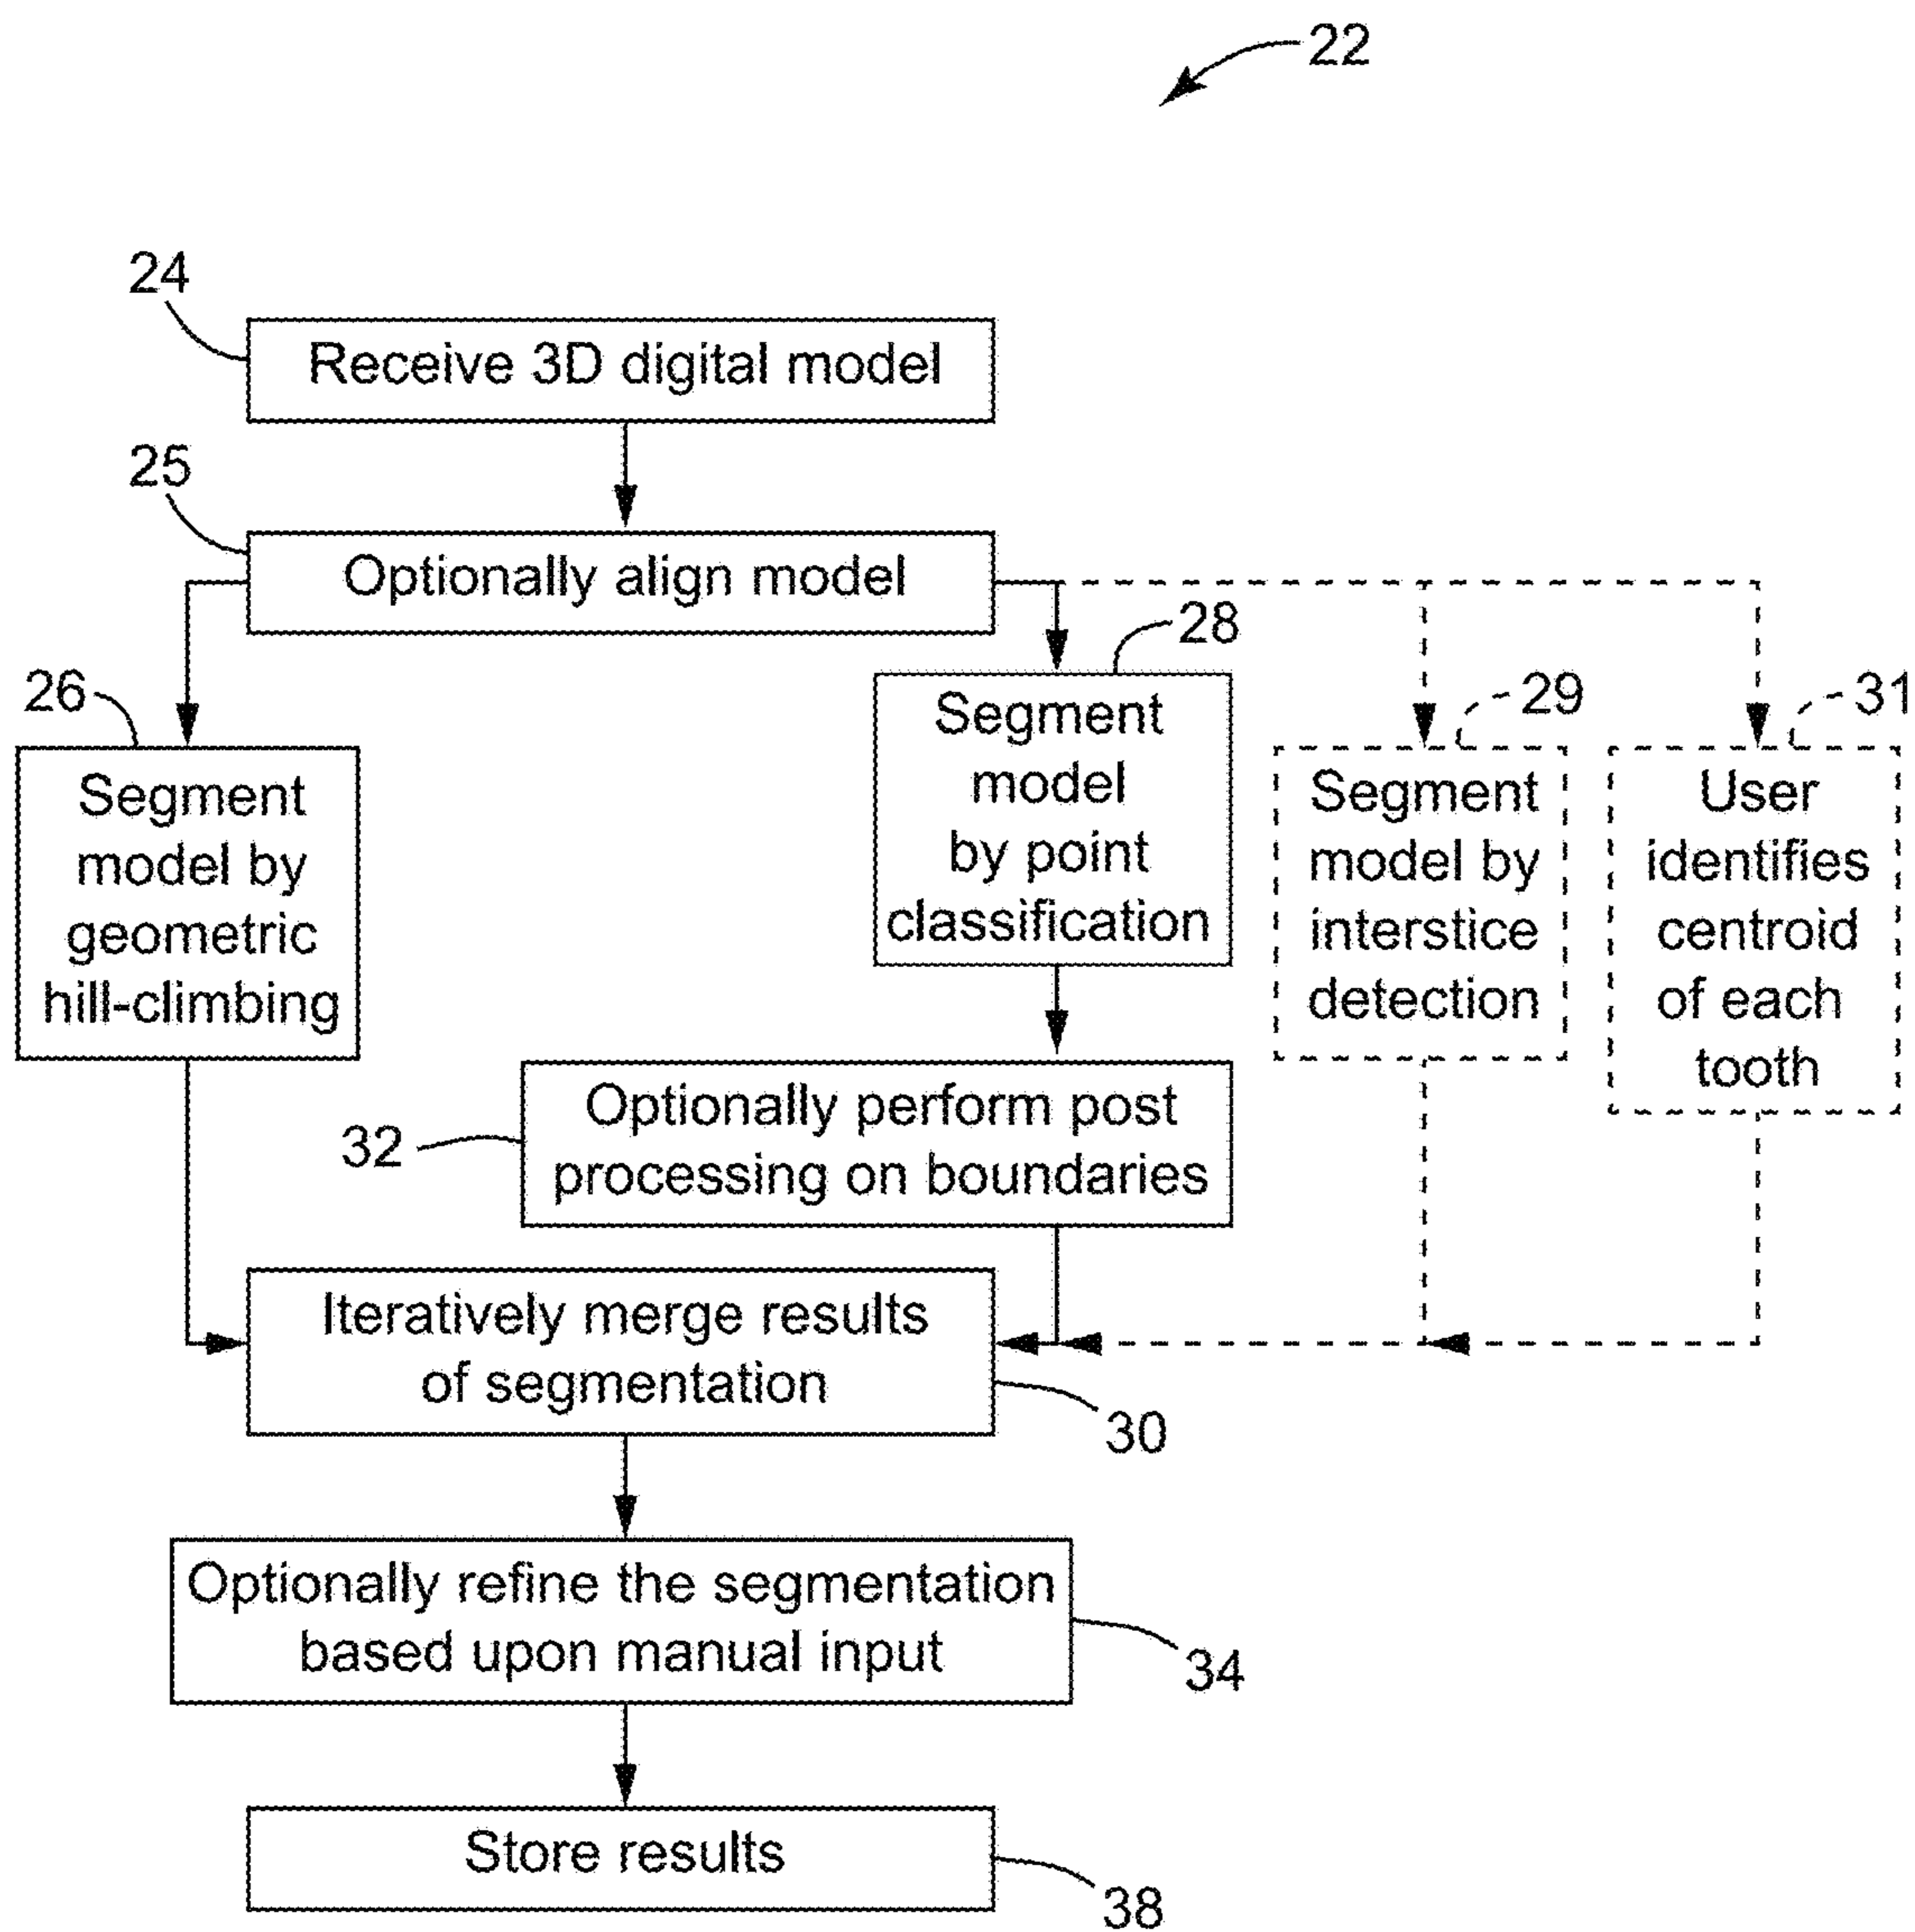 22
24
Receive 3D digital model
25
Optionally align model
26
Segment
model by
geometric
hill-climbing
28
Segment
model
by point
classification
29
Segment
model by
interstice
detection
31
User
identifies
centroid
of each
tooth
32
Optionally perform post
processing on boundaries
Iteratively merge results
of segmentation
30
Optionally refine the segmentation
based upon manual input
34
Store results
38